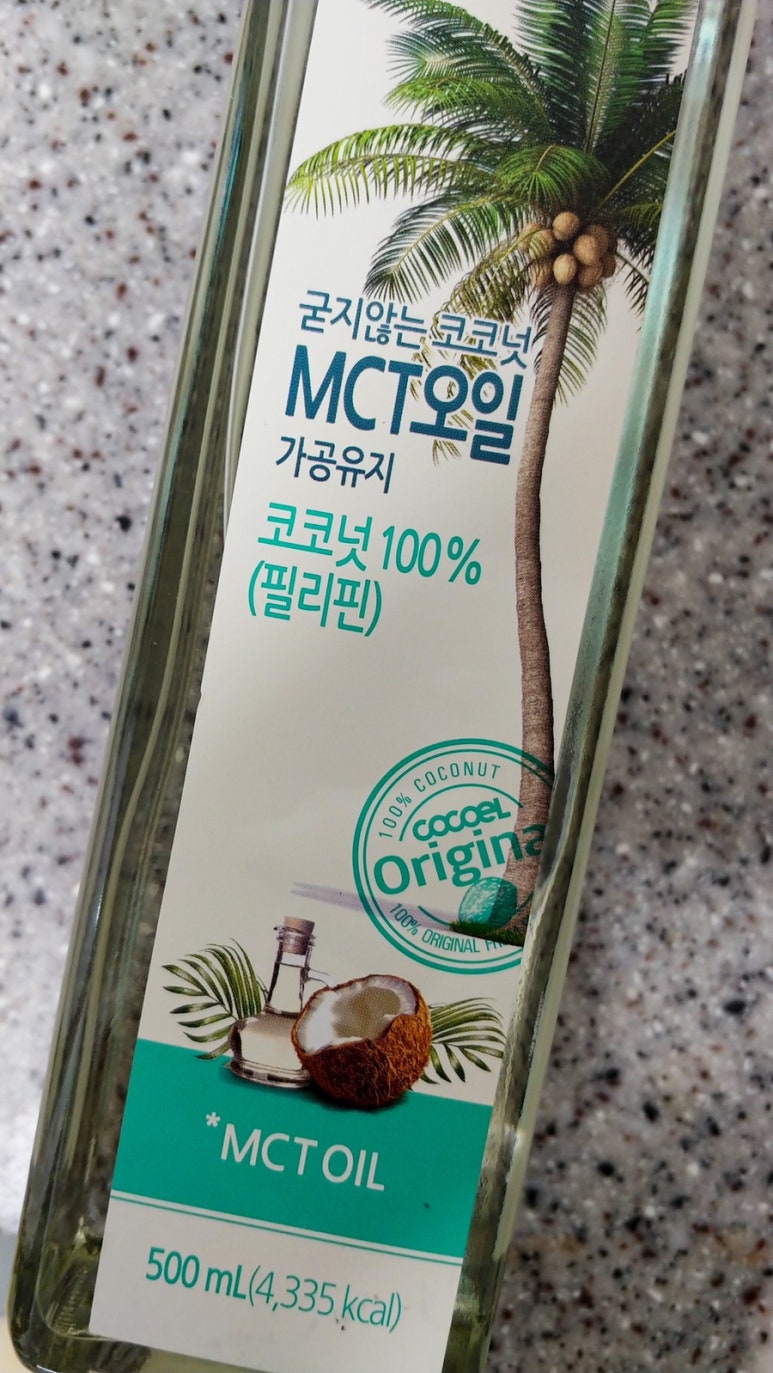 굳지않는 코코넛
MCT오일
가공유지
코코넛 100%
(필리핀)
100% COCONUT
COCOEL
Origina
100% ORIGINAL
*MCT OIL
500 mL(4,335 kcal)